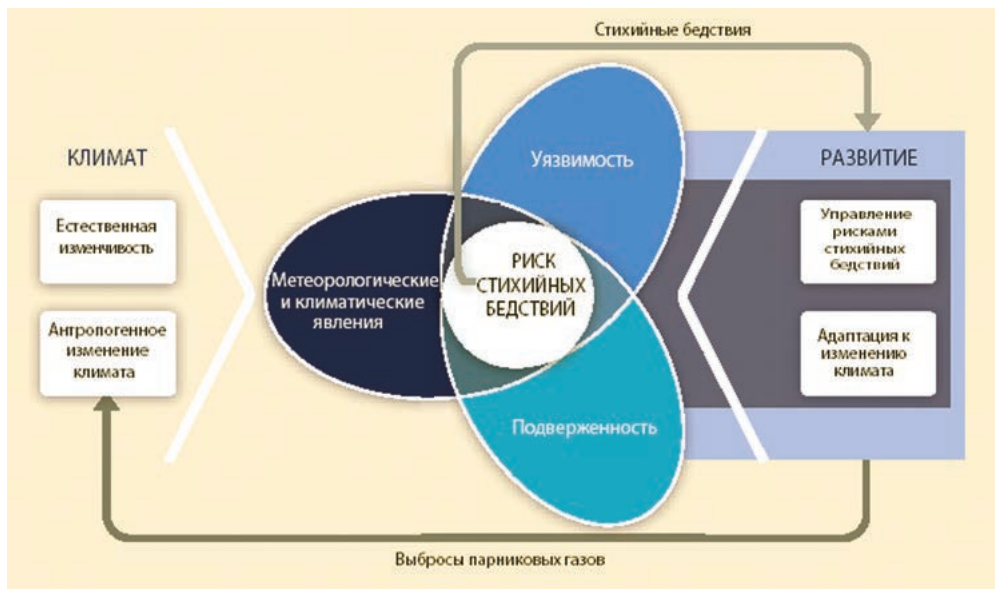 Стихийные бедствия
КЛИМАТ
Естественная
изменчивость
Антропогенное
изменение
климата
Уязвимость
Метеорологические
и климатические
явления
РИСК
СТИХИЙНЫХ
БЕДСТВИЙ
Подверженность
РАЗВИТИЕ
Управление
рисками
стихийных
бедствий
Адаптация к
изменению
климата
Выбросы парниковых газов